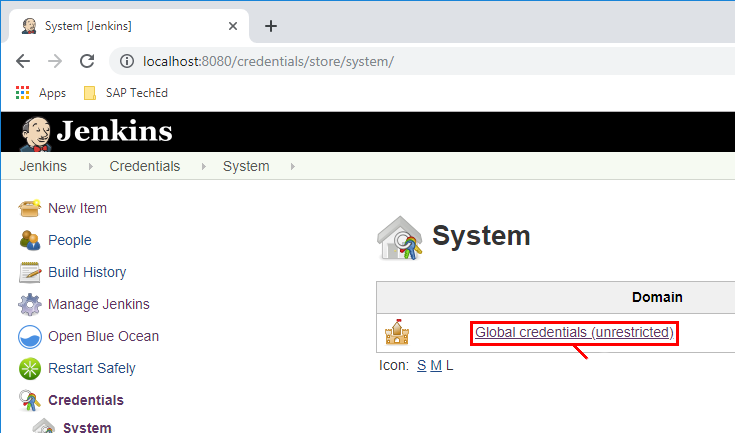 System [Jenkins]
localhost:8080/credentials/store/system/
Apps SAP TechEd
Jenkins
Jenkins Credentials System
New Item
People
Build History
Manage Jenkins
Open Blue Ocean
Restart Safely
Credentials
System
System
Domain
Global credentials (unrestricted)
Icon: S M L